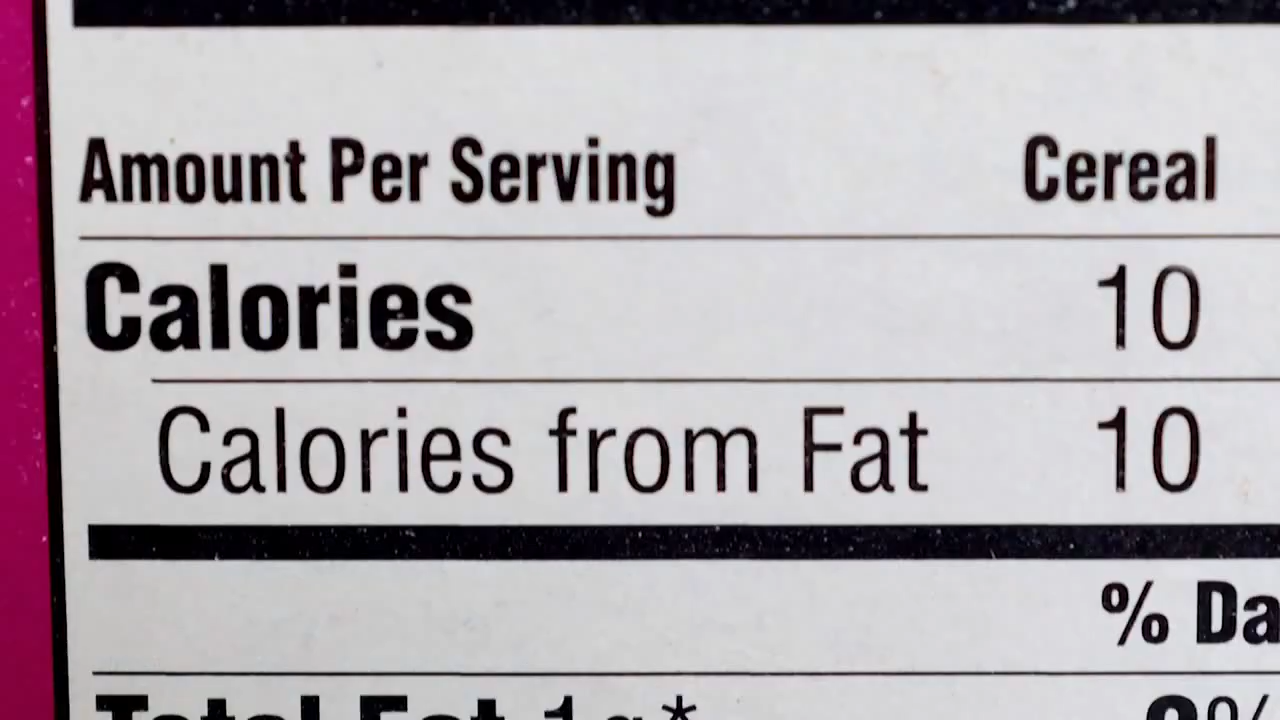 Amount Per Serving Cereal
Calories 10
Calories from Fat 10
% Da
Total Fat 1g*